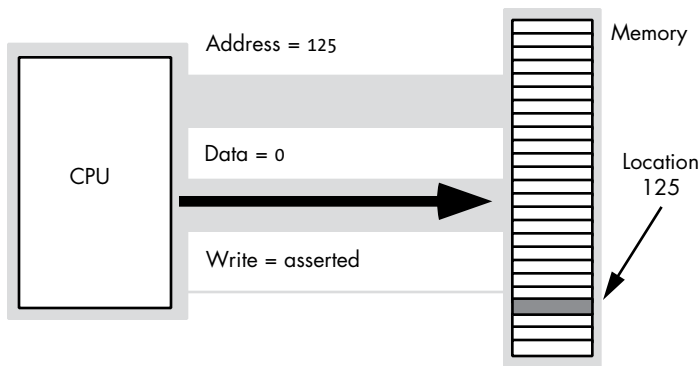 Address = 125
Memory
CPU
Data = 0
Location
125
Write = asserted